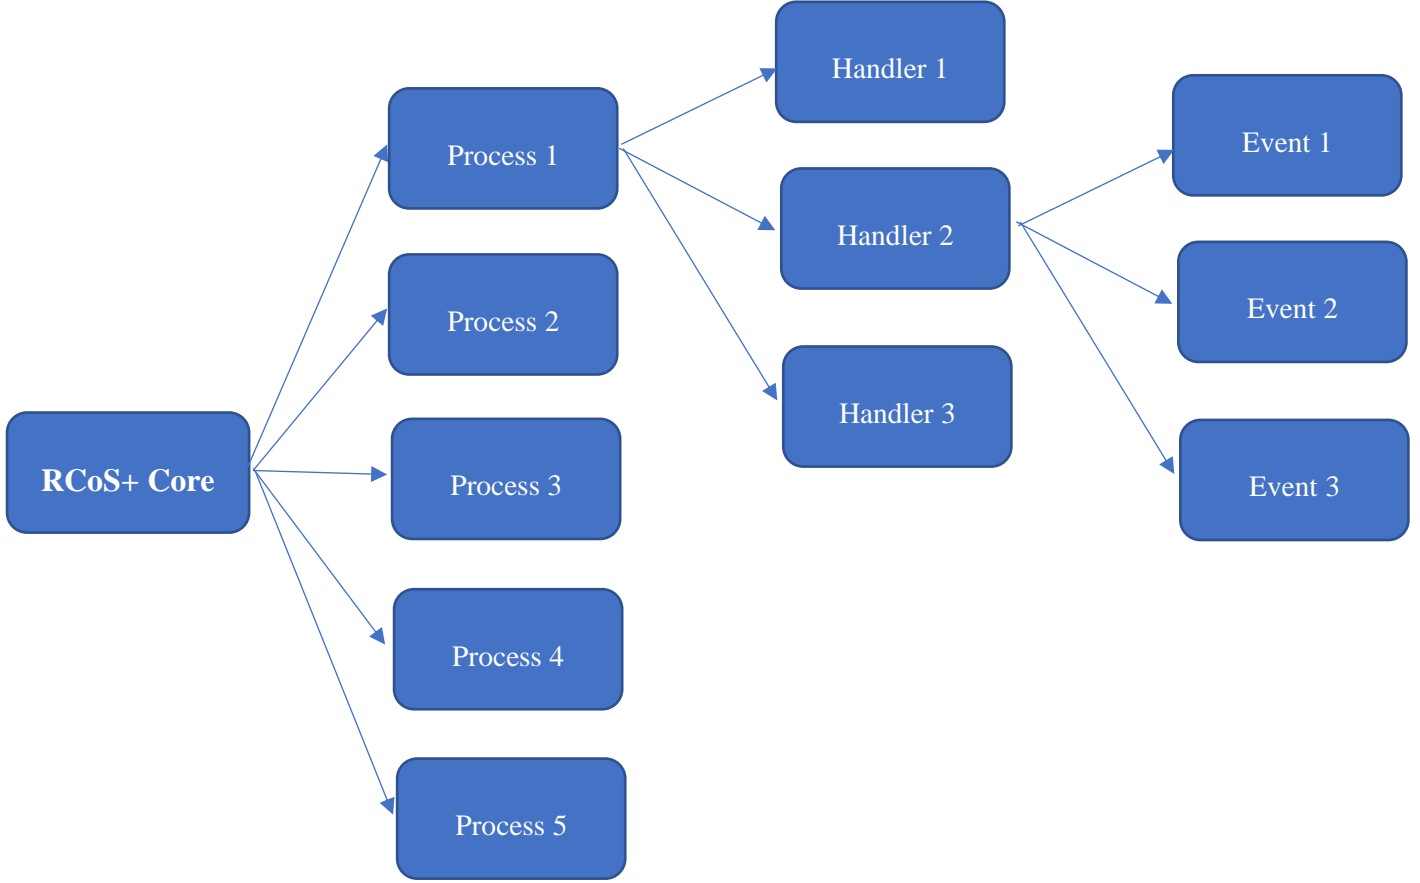 RCoS+ Core
Process 1
Process 2
Process 3
Process 4
Process 5
Handler 1
Handler 2
Handler 3
Event 1
Event 2
Event 3